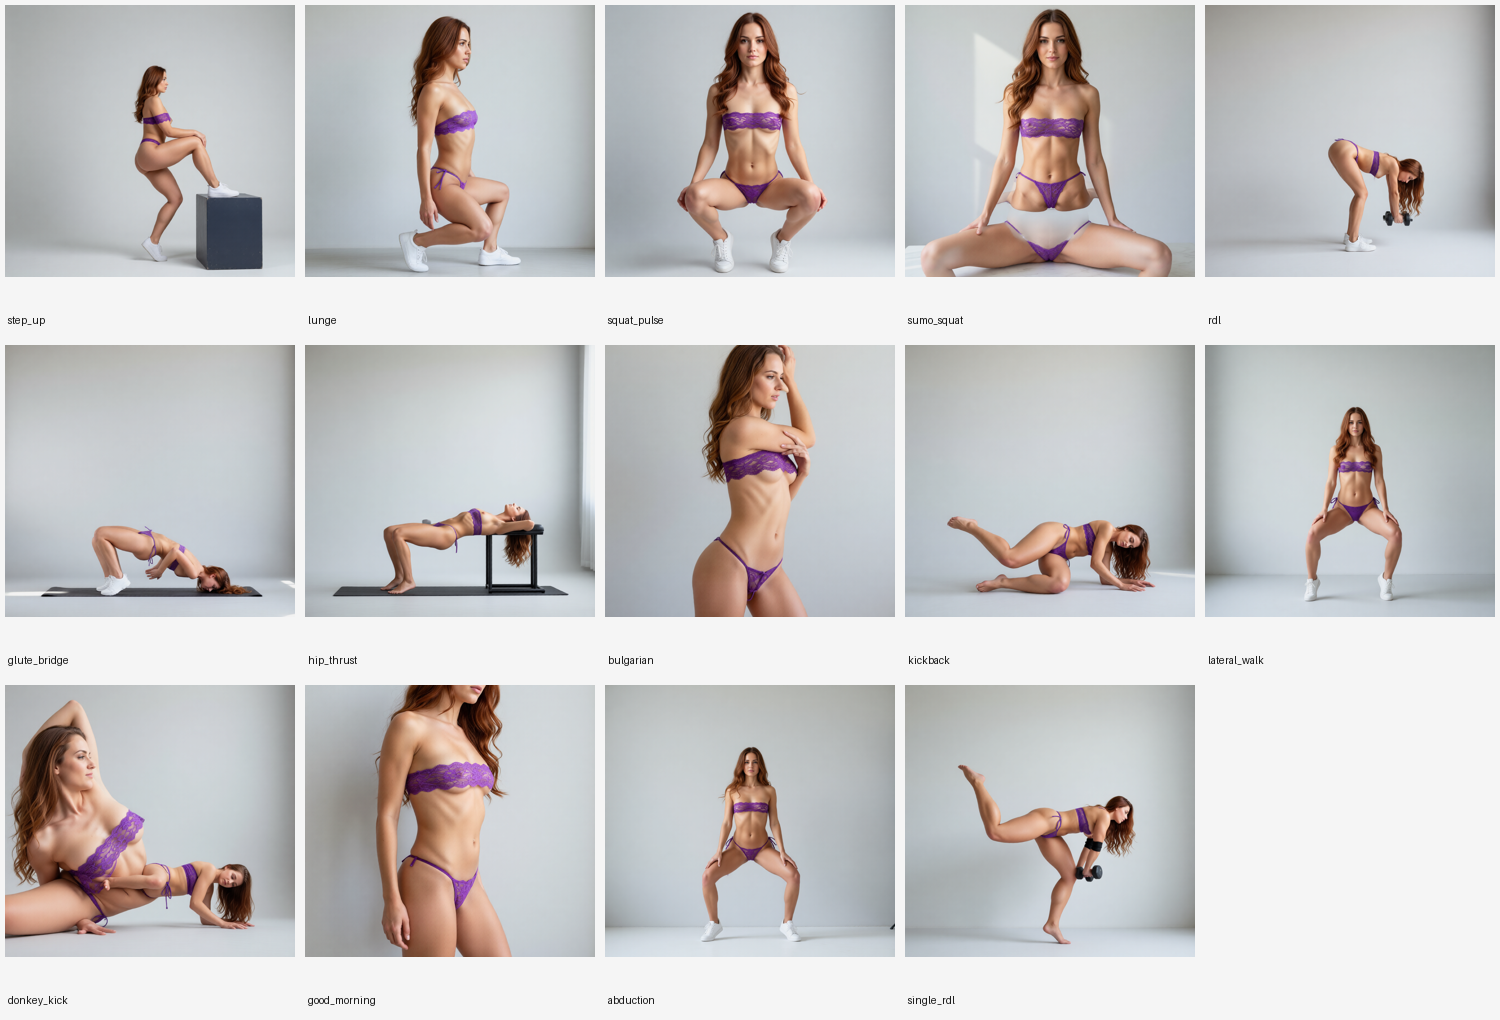 step_up
lunge
squat_pulse
sumo_squat
rdl
glute_bridge
hip_thrust
bulgarian
kickback
lateral_walk
donkey_kick
good_morning
abduction
single_rdl